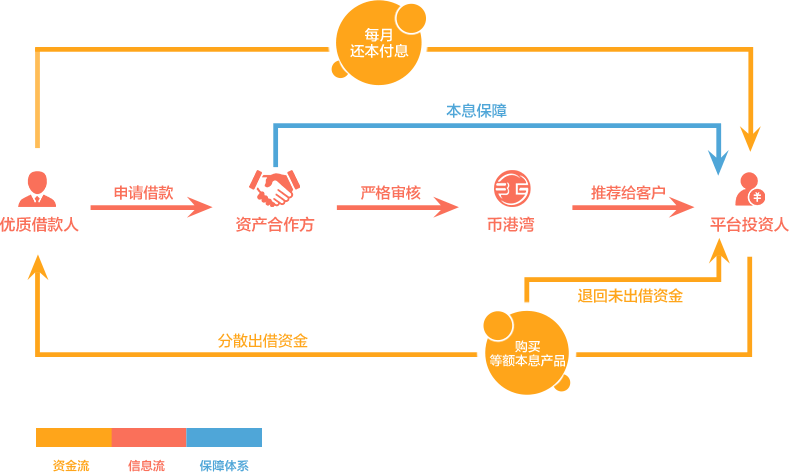 每月
还本付息
本息保障
申请借款
严格审核
推荐给客户
优质借款人
资产合作方
币港湾
平台投资人
退回未出借资金
分散出借资金
购买
等额本息产品
资金流
信息流
保障体系